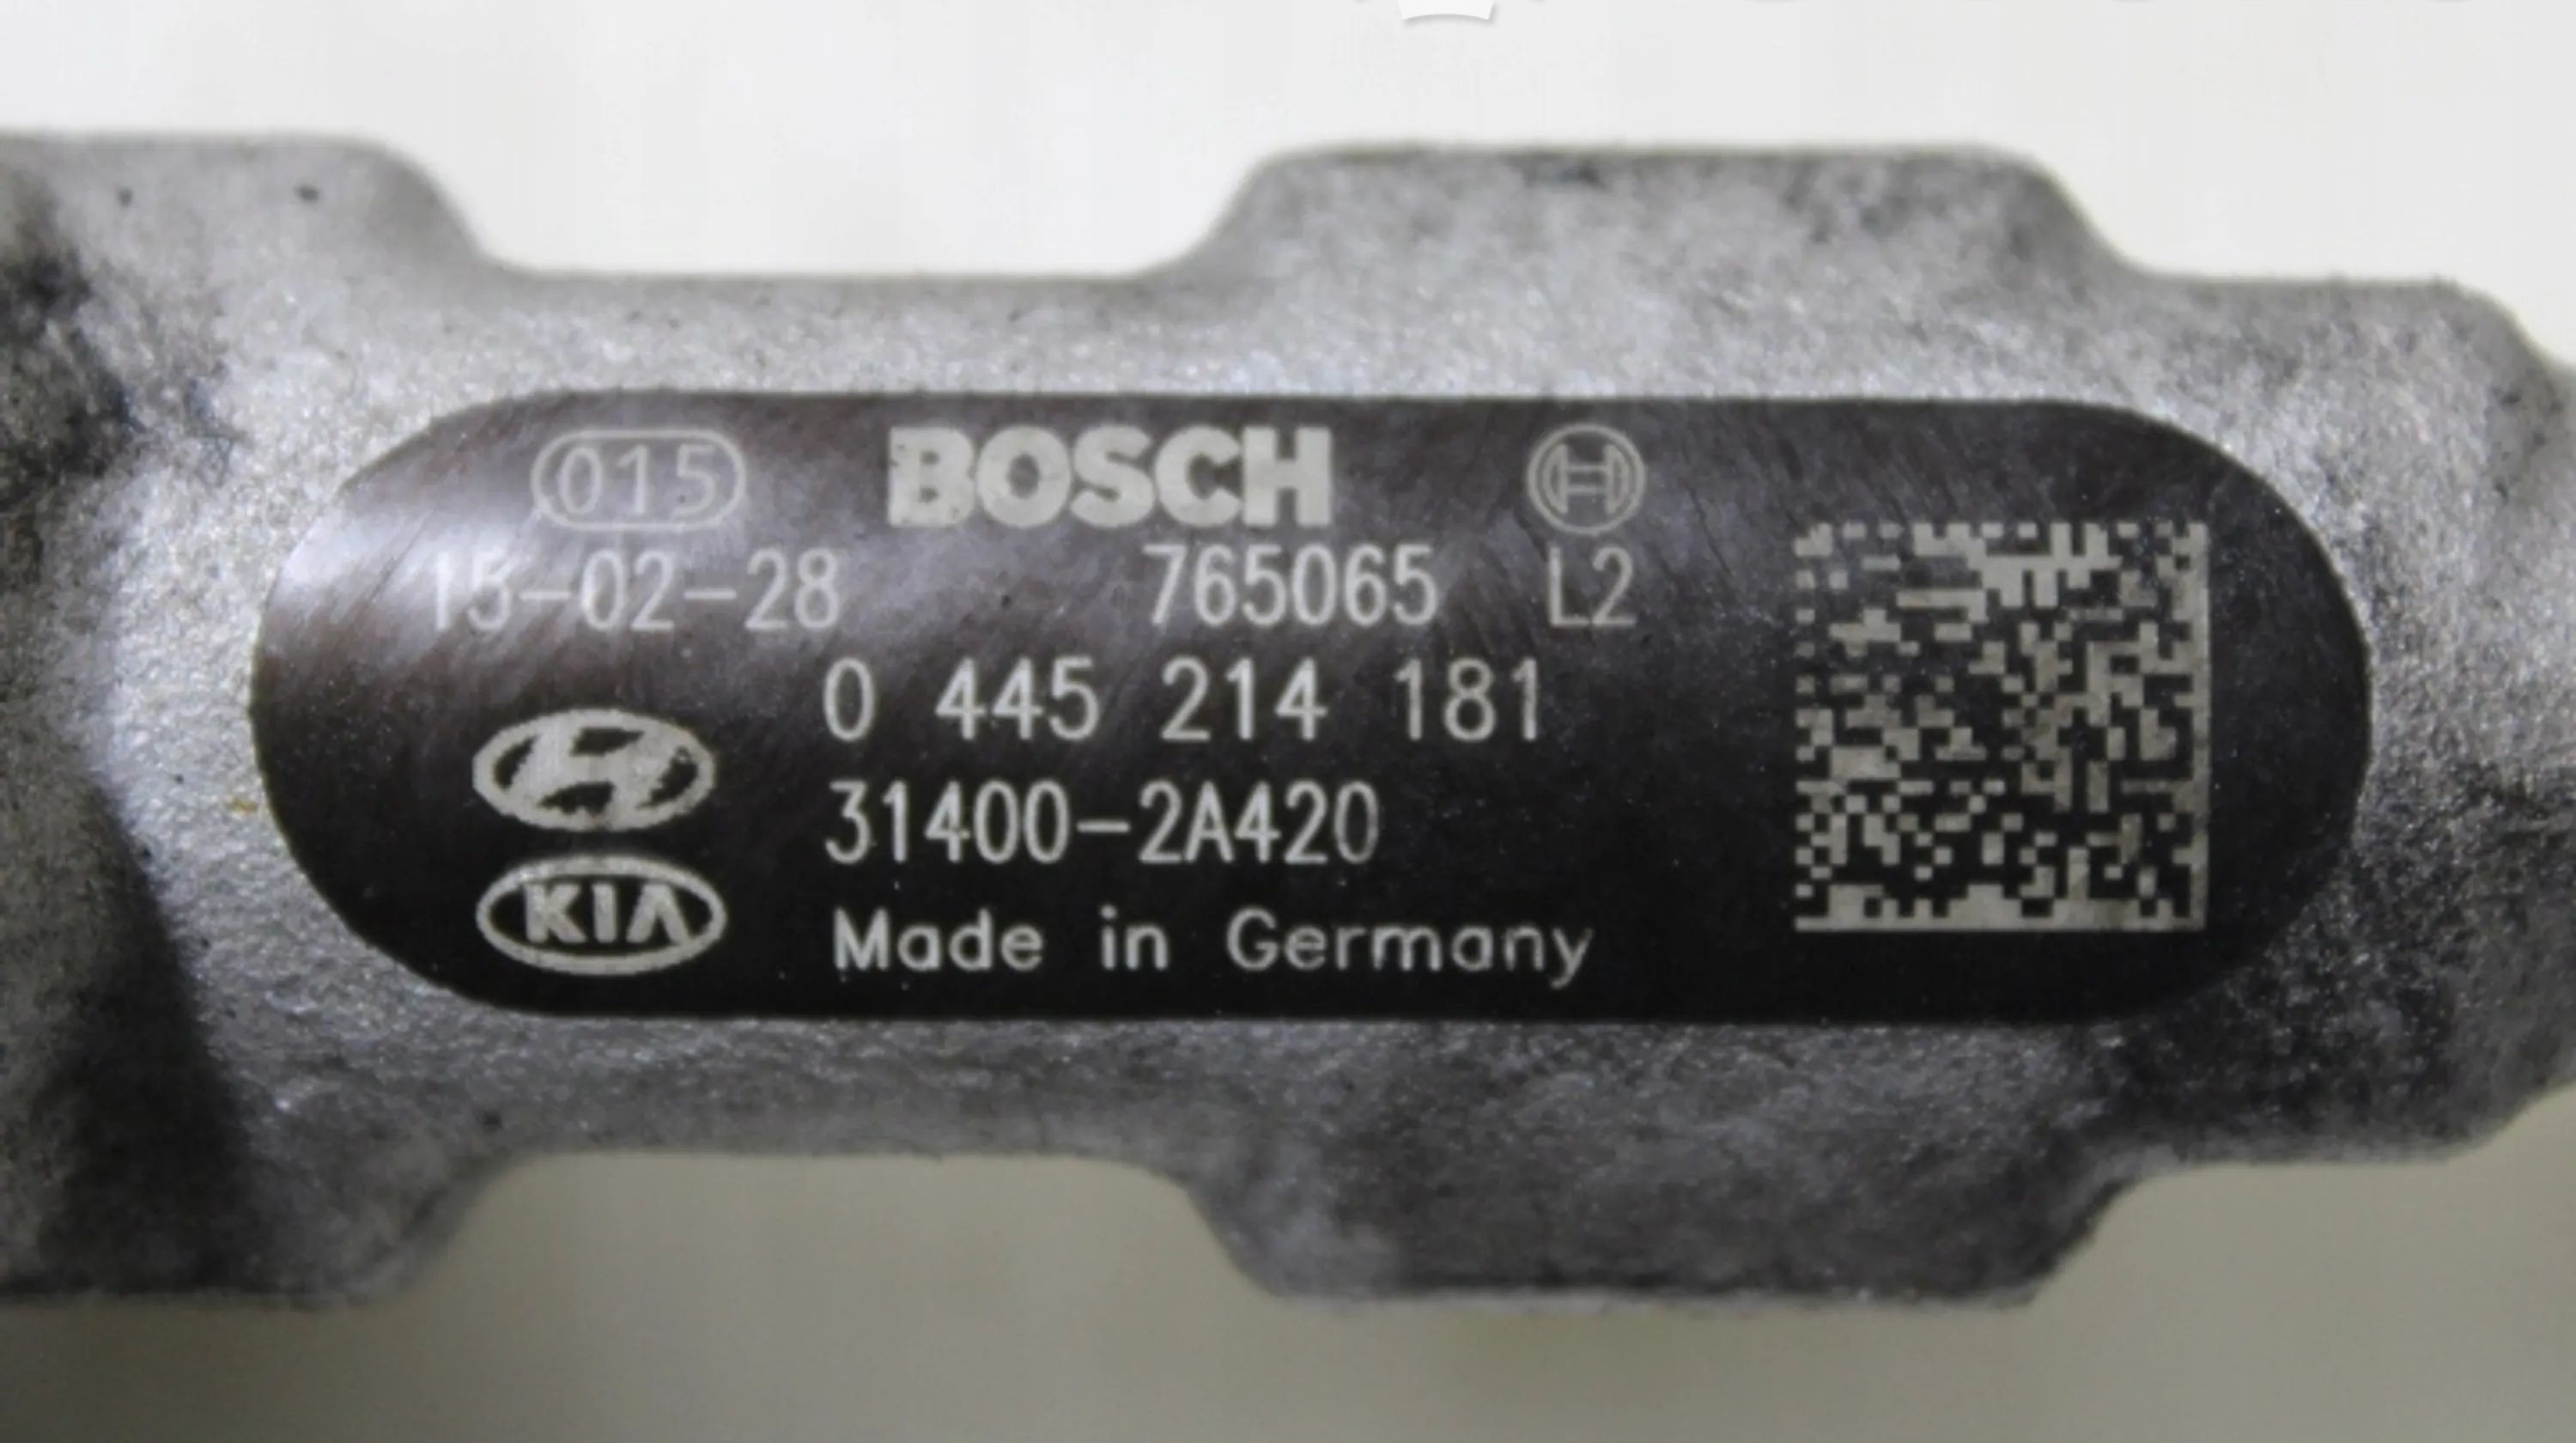 015 BOSCH
15-02-28 765065 L2
0 445 214 181
31400-2A420
KIA
Made in Germany